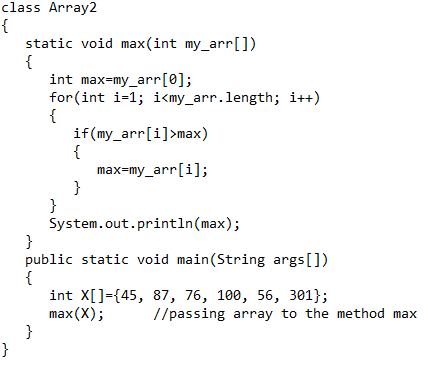 class Array2
{
   static void max(int my_arr[])
   {
      int max=my_arr[0];
      for(int i=1; i<my_arr.length; i++)
      {
         if(my_arr[i]>max)
         {
            max=my_arr[i];
         }
      }
      System.out.println(max);
   }
   public static void main(String args[])
   {
      int X[]={45, 87, 76, 100, 56, 301};
      max(X);      //passing array to the method max
   }
}